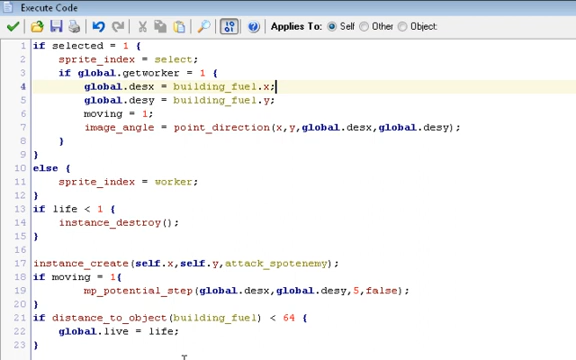 Execute Code
01
01
Applies To: Self Other Object:
1 if selected = 1 {
2 sprite_index = select;
3 if global.getworker = 1 {
4 global.desx = building_fuel.x;
5 global.desy = building_fuel.y;
6 moving = 1;
7 image_angle = point_direction(x,y,global.desx,global.desy);
8 }
9 }
10 else {
11 sprite_index = worker;
12 }
13 if life < 1 {
14 instance_destroy();
15 }
16
17 instance_create(self.x,self.y,attack_spotenemy);
18 if moving = 1{
19 mp_potential_step(global.desx,global.desy,5,false);
20 }
21 if distance_to_object(building_fuel) < 64 {
22 global.live = life;
23 }